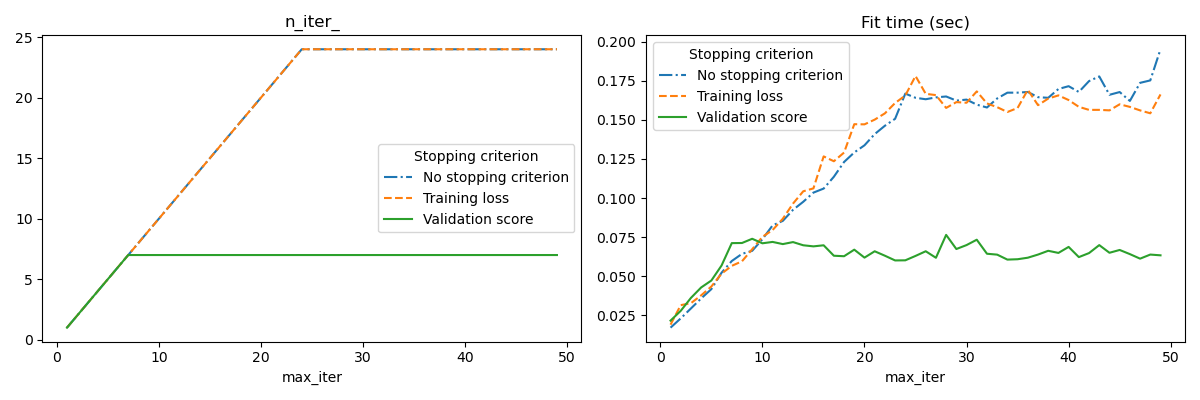 n_iter_
25
20
15
10
5
0
Stopping criterion
No stopping criterion
Training loss
Validation score
0 10 20 30 40 50
max_iter
Fit time (sec)
0.200
0.175
0.150
0.125
0.100
0.075
0.050
0.025
Stopping criterion
No stopping criterion
Training loss
Validation score
0 10 20 30 40 50
max_iter